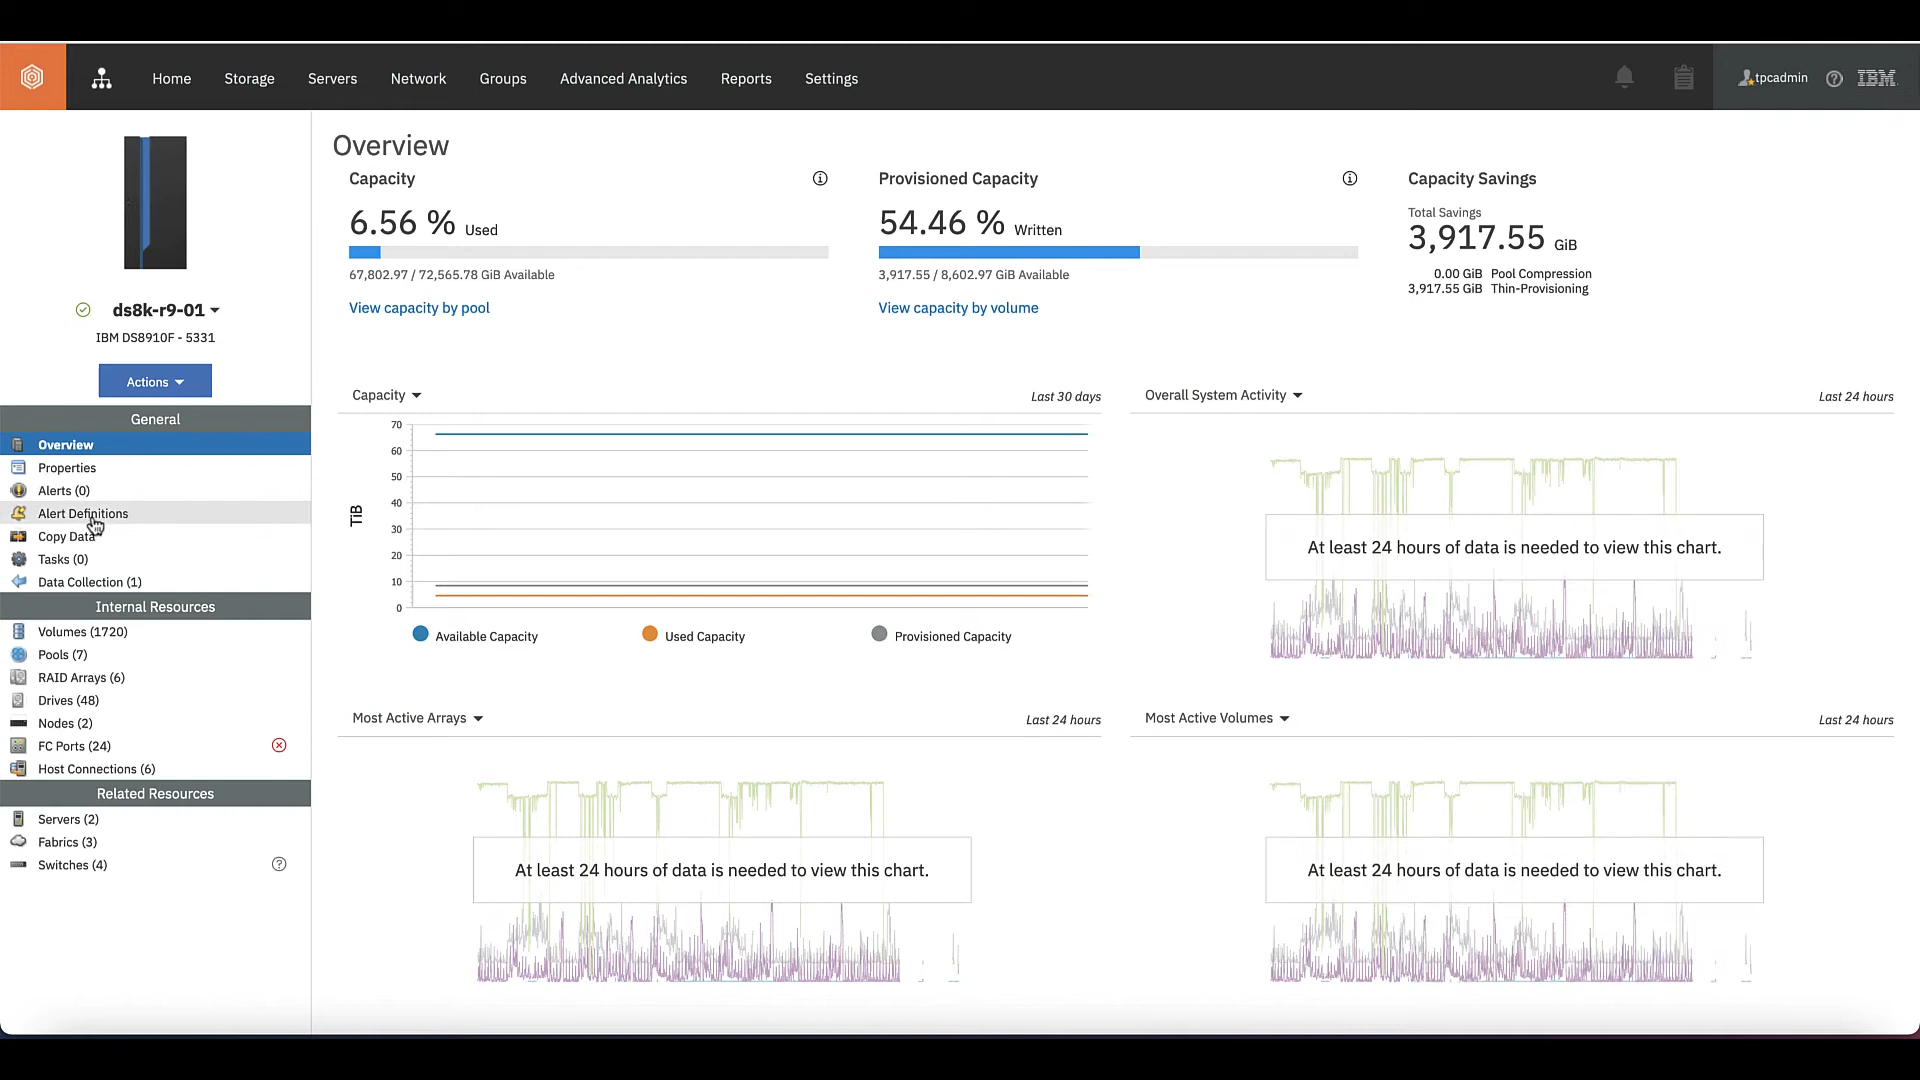 Home Storage Servers Network Groups Advanced Analytics Reports Settings tpcadmin IBM
ds8k-r9-01
IBM DS8910F - 5331
Actions
General
Overview
Properties
Alerts (0)
Alert Definitions
Copy Data
Tasks (0)
Data Collection (1)
Internal Resources
Volumes (1720)
Pools (7)
RAID Arrays (6)
Drives (48)
Nodes (2)
FC Ports (24)
Host Connections (6)
Related Resources
Servers (2)
Fabrics (3)
Switches (4)
Overview
Capacity
6.56 % Used
67,802.97 / 72,565.78 GiB Available
View capacity by pool
Provisioned Capacity
54.46 % Written
3,917.55 / 8,602.97 GiB Available
View capacity by volume
Capacity Savings
Total Savings
3,917.55 GiB
0.00 GiB Pool Compression
3,917.55 GiB Thin-Provisioning
Capacity Last 30 days
70
60
50
40
30
20
10
0
TiB
Available Capacity Used Capacity Provisioned Capacity
Overall System Activity Last 24 hours
At least 24 hours of data is needed to view this chart.
Most Active Arrays Last 24 hours
At least 24 hours of data is needed to view this chart.
Most Active Volumes Last 24 hours
At least 24 hours of data is needed to view this chart.